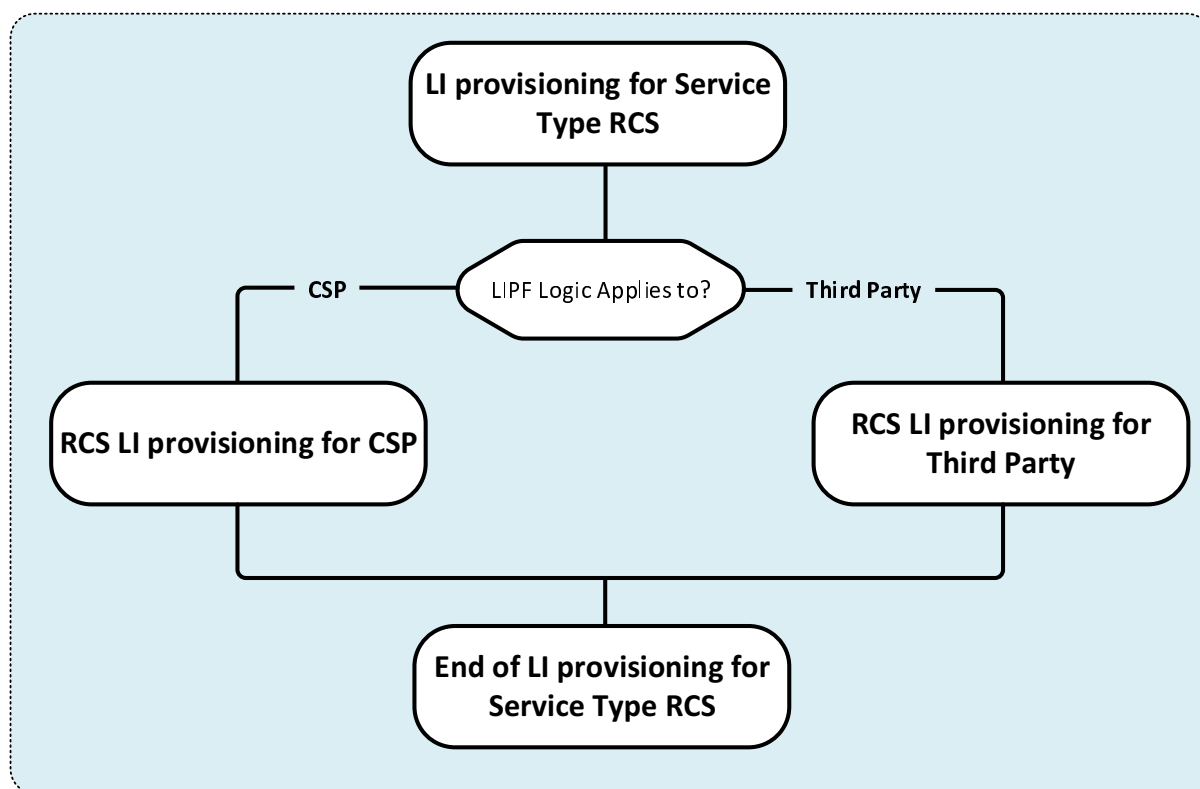 LI provisioning for Service
Type RCS
LIPF Logic Applies to?
CSP
Third Party
RCS LI provisioning for CSP
RCS LI provisioning for
Third Party
End of LI provisioning for
Service Type RCS